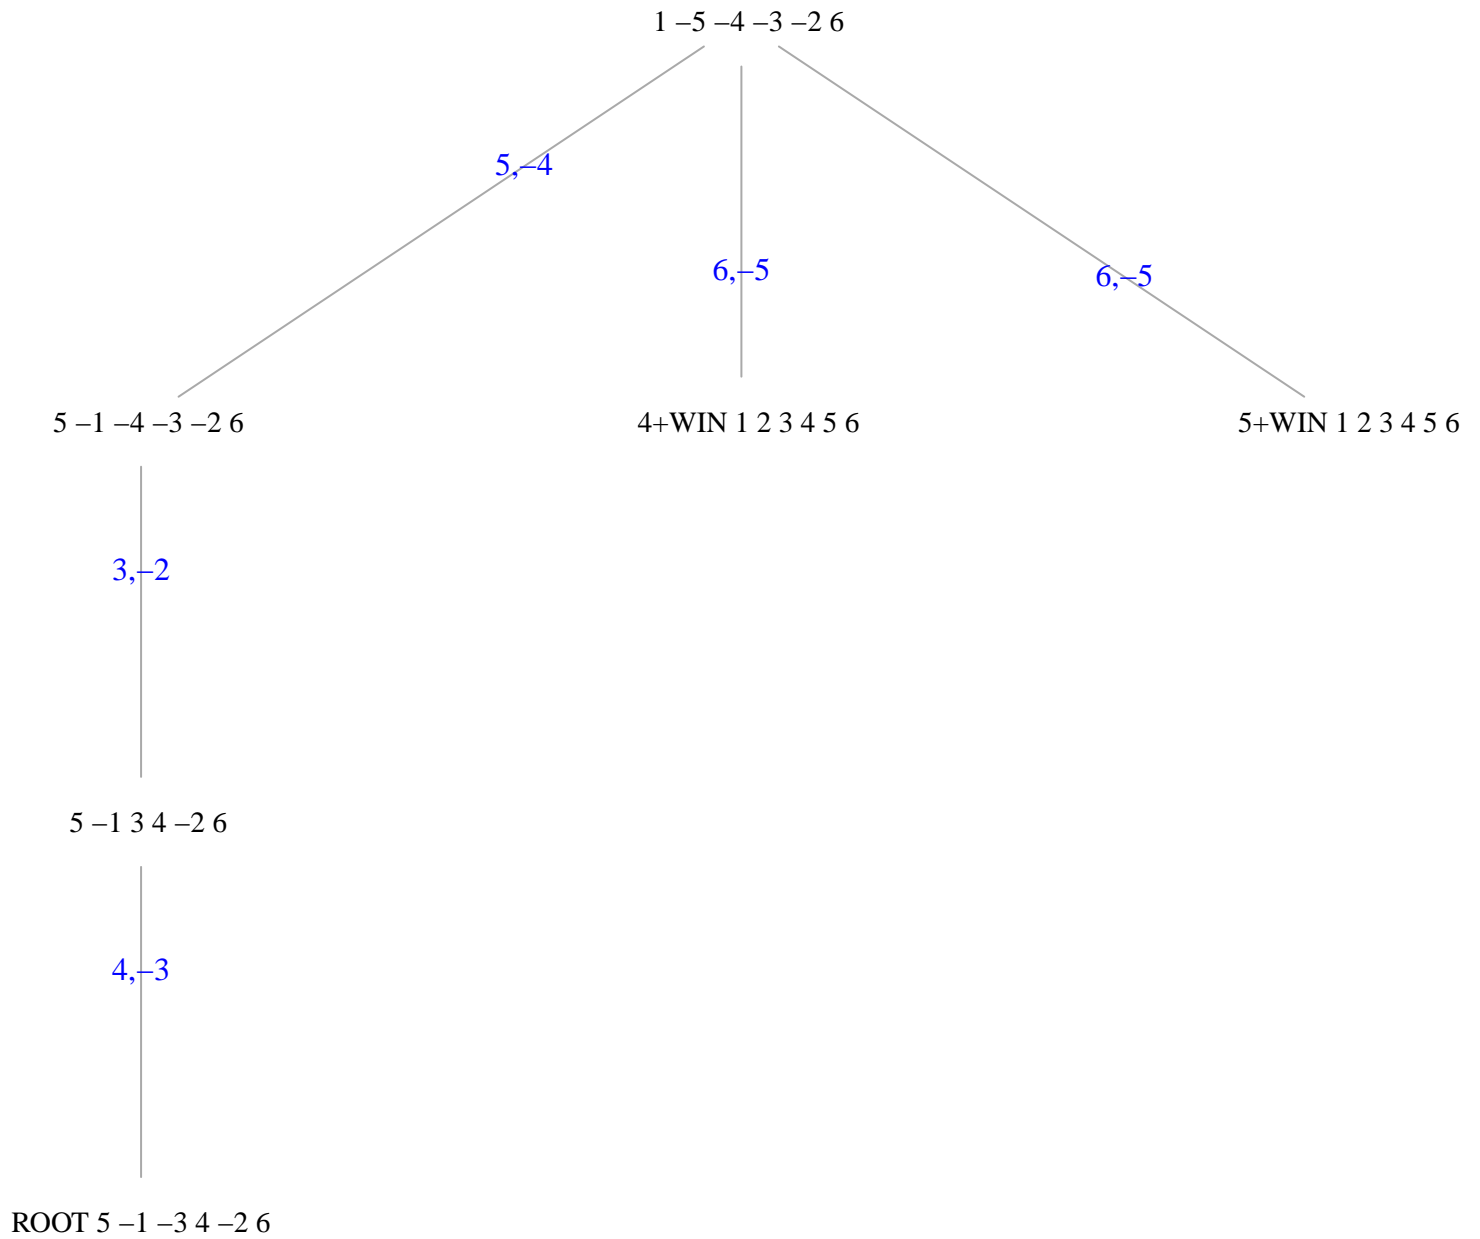 1 –5 –4 –3 –2 6
5,–4
6,–5
6,–5
5 –1 –4 –3 –2 6
4+WIN 1 2 3 4 5 6
5+WIN 1 2 3 4 5 6
3,–2
5 –1 3 4 –2 6
4,–3
ROOT 5 –1 –3 4 –2 6